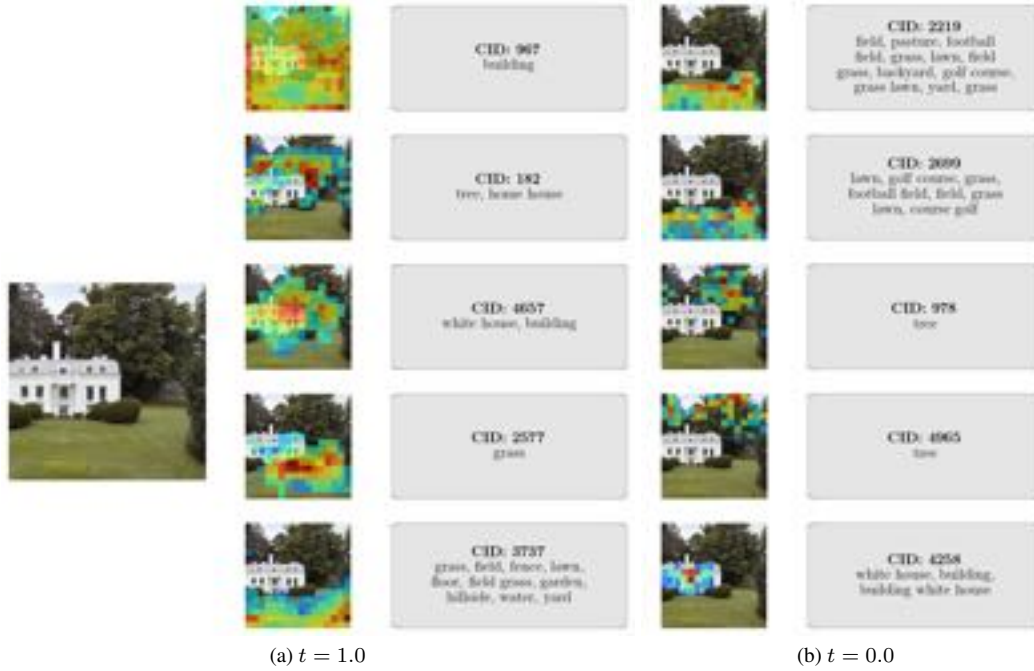 CID: 967
building
CID: 182
tree, home house
CID: 4657
white house, building
CID: 2577
grass
CID: 3737
grass, field, fence, lawn,
floor, field grass, garden,
hillside, water, yard
(a) t = 1.0
CID: 2219
field, pasture, football
field, grass, lawn, field
grass, backyard, golf course,
grass lawn, yard, grass
CID: 2699
lawn, golf course, grass,
football field, field, grass
lawn, course golf
CID: 978
tree
CID: 4965
tree
CID: 4258
white house, building,
building white house
(b) t = 0.0